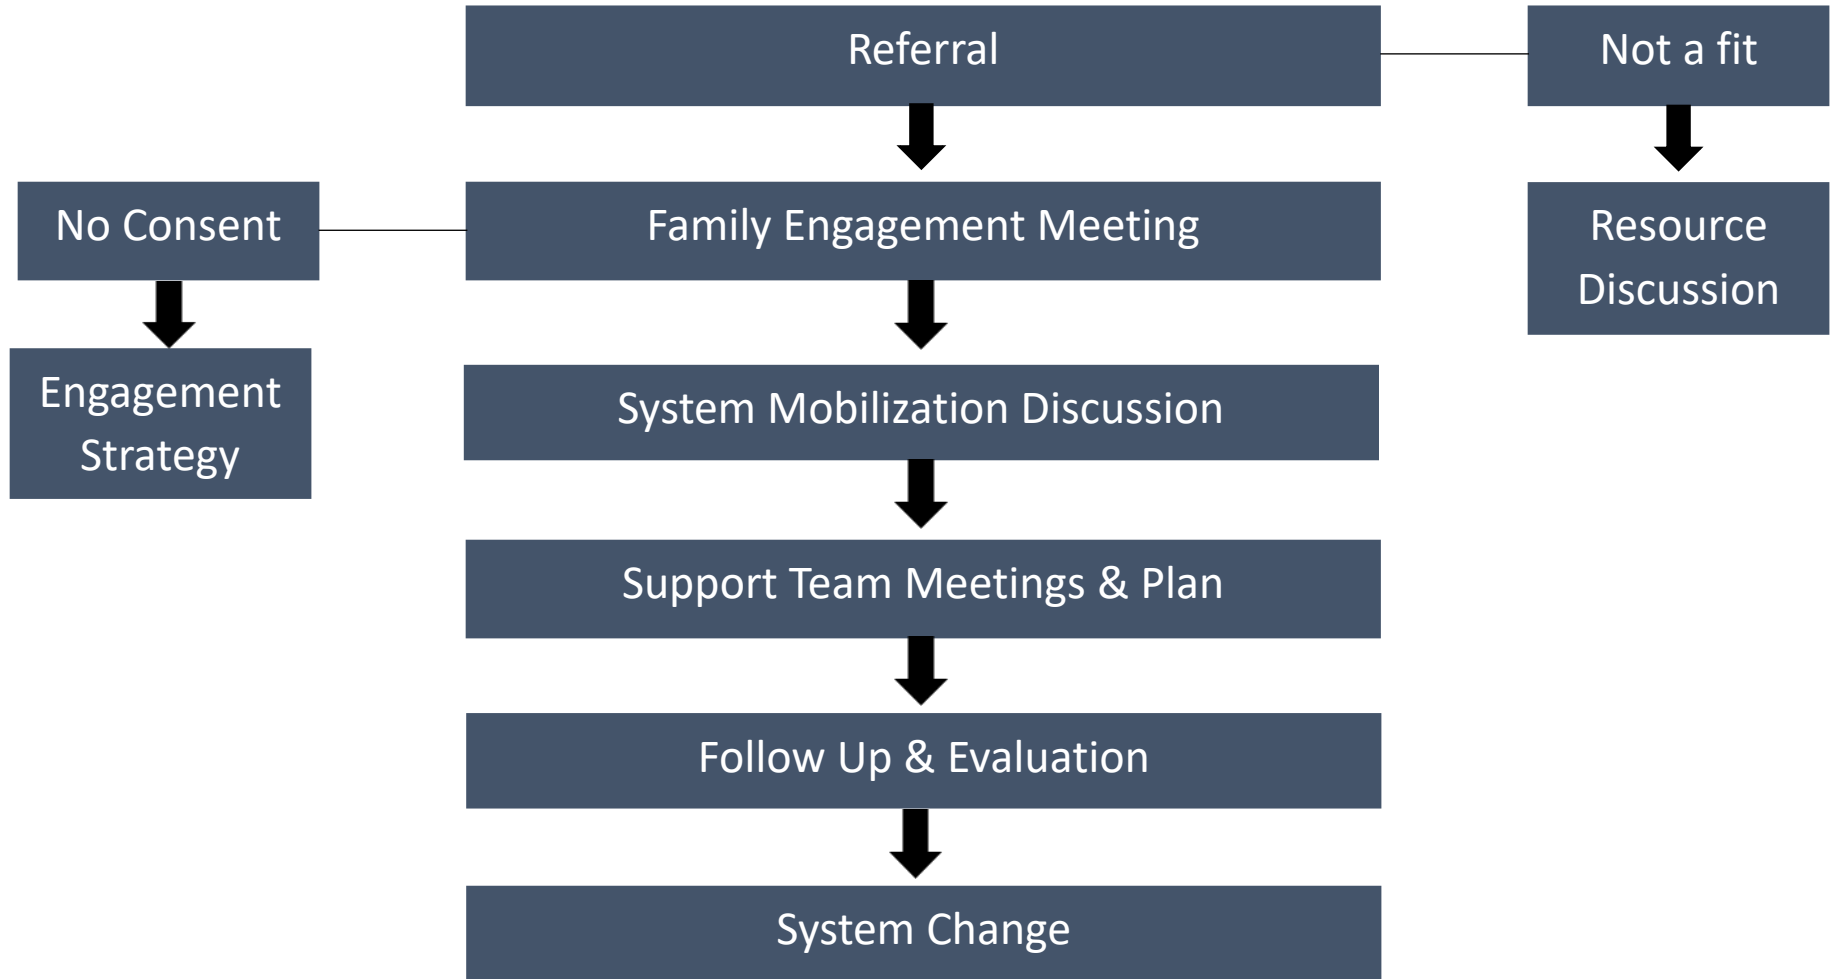 Referral
Not a fit
No Consent
Family Engagement Meeting
Resource
Discussion
Engagement
Strategy
System Mobilization Discussion
Support Team Meetings & Plan
Follow Up & Evaluation
System Change